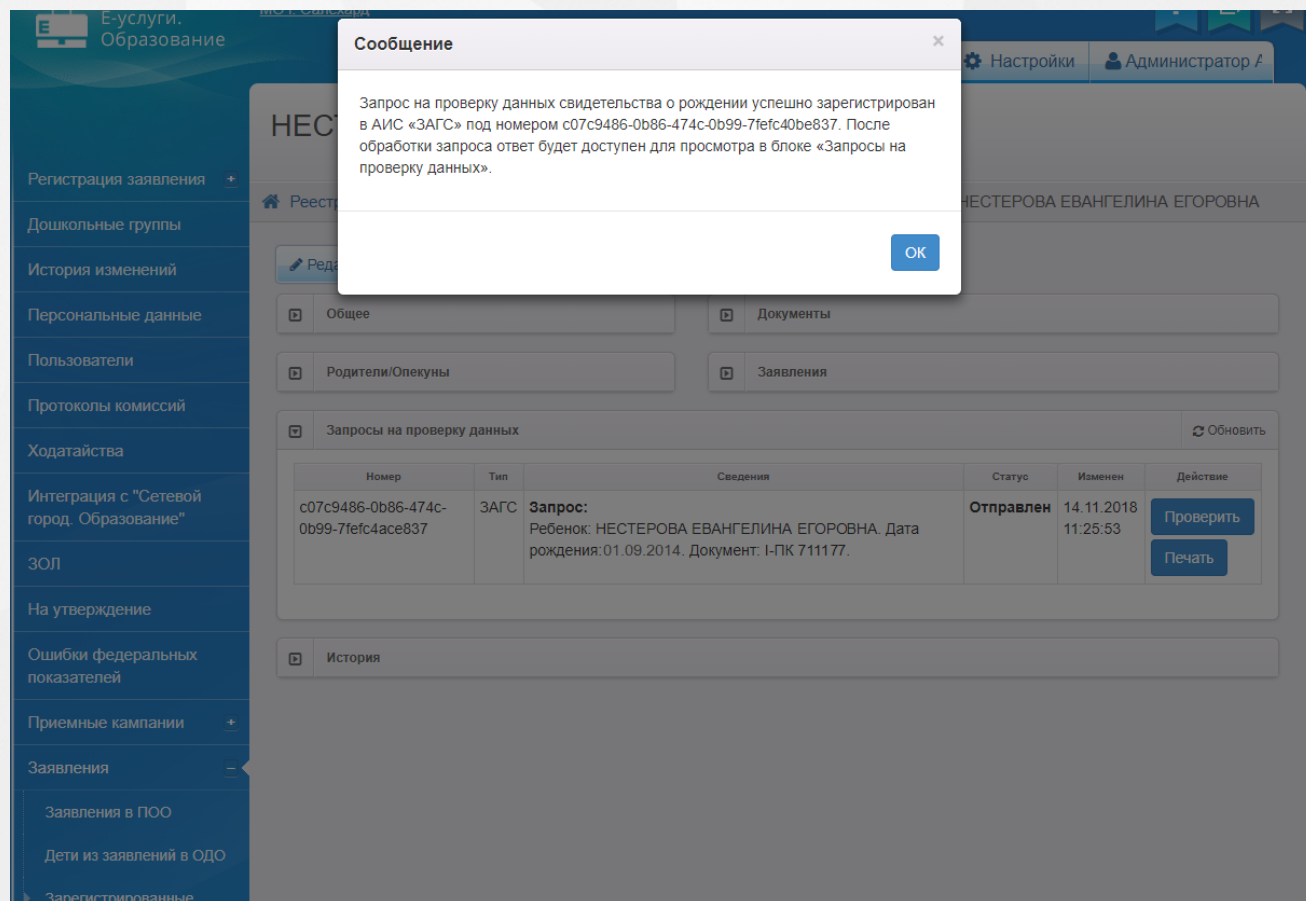 Е-услуги.
Образование
МО г. Салехард
Настройки
Администратор
Сообщение
×
Запрос на проверку данных свидетельства о рождении успешно зарегистрирован
в АИС «ЗАГС» под номером c07c9486-0b86-474c-0b99-7fefc40be837. После
обработки запроса ответ будет доступен для просмотра в блоке «Запросы на
проверку данных».
ОК
НЕСТЕРОВА ЕВАНГЕЛИНА ЕГОРОВНА
Регистрация заявления
Дошкольные группы
История изменений
Персональные данные
Пользователи
Протоколы комиссий
Ходатайства
Интеграция с "Сетевой
город. Образование"
ЗОЛ
На утверждение
Ошибки федеральных
показателей
Приемные кампании
Заявления
Заявления в ПОО
Дети из заявлений в ОДО
Зарегистрированные
Общее
Документы
Родители/Опекуны
Заявления
Запросы на проверку данных
Обновить
Номер Тип Сведения Статус Изменен Действие
c07c9486-0b86-474c-
0b99-7fefc4ace837
ЗАГС
Запрос:
Ребенок: НЕСТЕРОВА ЕВАНГЕЛИНА ЕГОРОВНА. Дата
рождения:01.09.2014. Документ: I-ПК 711177.
Отправлен
14.11.2018
11:25:53
Проверить
Печать
История